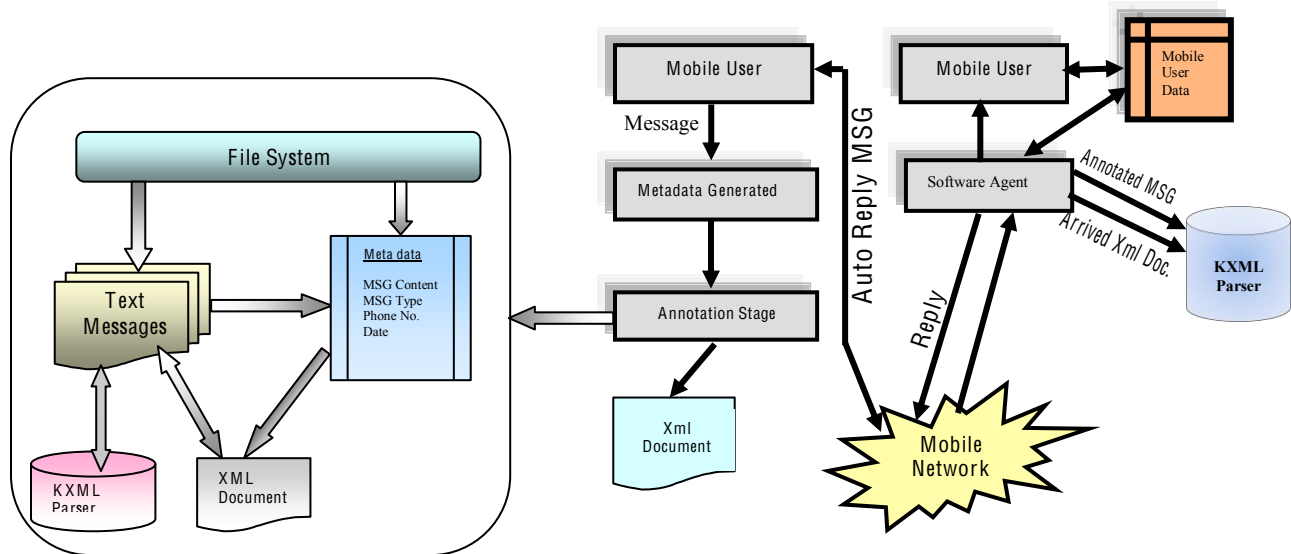 File System
Text
Messages
Meta data
MSG Content
MSG Type
Phone No.
Date
KXML
Parser
XML
Document
Mobile User
Message
Metadata Generated
Annotation Stage
Xml
Document
Auto Reply MSG
Mobile User
Mobile
User
Data
Software Agent
Annotated MSG
Arrived Xml Doc.
KXML
Parser
Reply
Mobile
Network